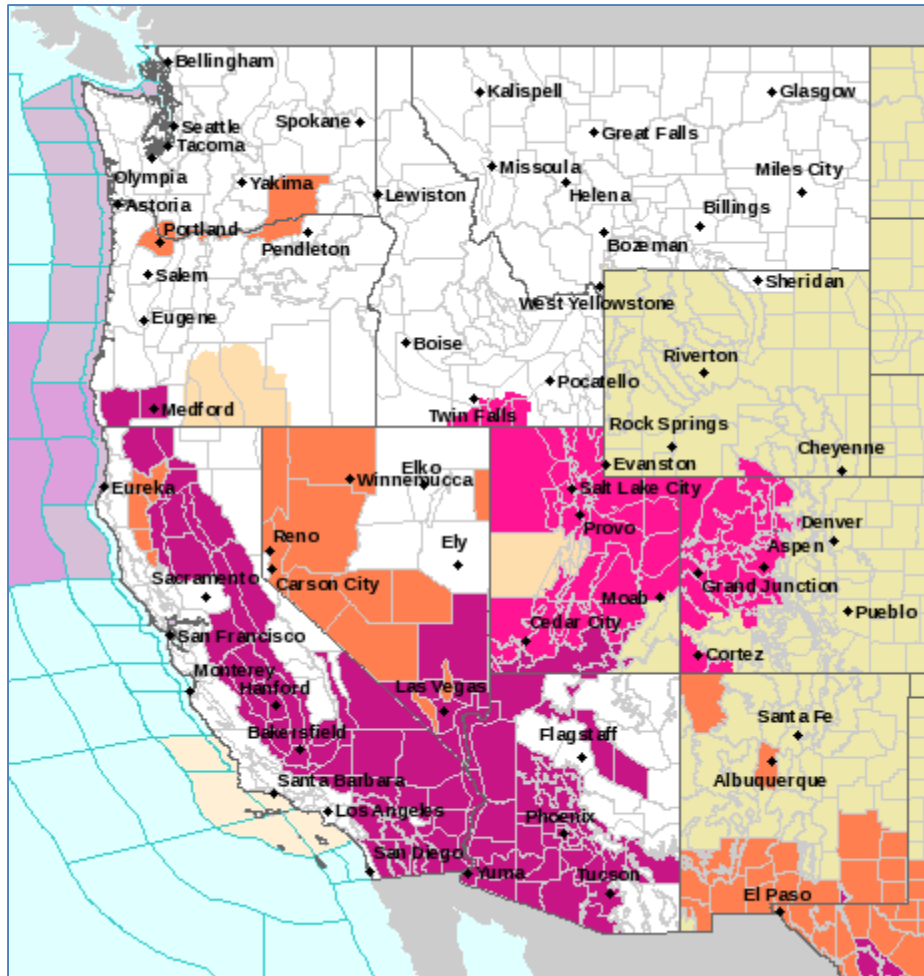 Bellingham
Kalispell
Glasgow
Seattle
Spokane
Great Falls
Tacoma
Olympia
Missoula
Miles City
Yakima
Helena
Lewiston
Astoria
Billings
Portland
Pendleton
Bozeman
Salem
Sheridan
West Yellowstone
Eugene
Boise
Riverton
Pocatello
Medford
Twin Falls
Rock Springs
Cheyenne
Elko
Evanston
Eureka
Winnemucca
Salt Lake City
Provo
Denver
Reno
Ely
Aspen
Sacramento
Carson City
Grand Junction
Moab
Pueblo
San Francisco
Cedar City
Cortez
Monterey
Hanford
Las Vegas
Santa Fe
Bakersfield
Flagstaff
Albuquerque
Santa Barbara
Los Angeles
Phoenix
San Diego
Yuma
Tucson
El Paso